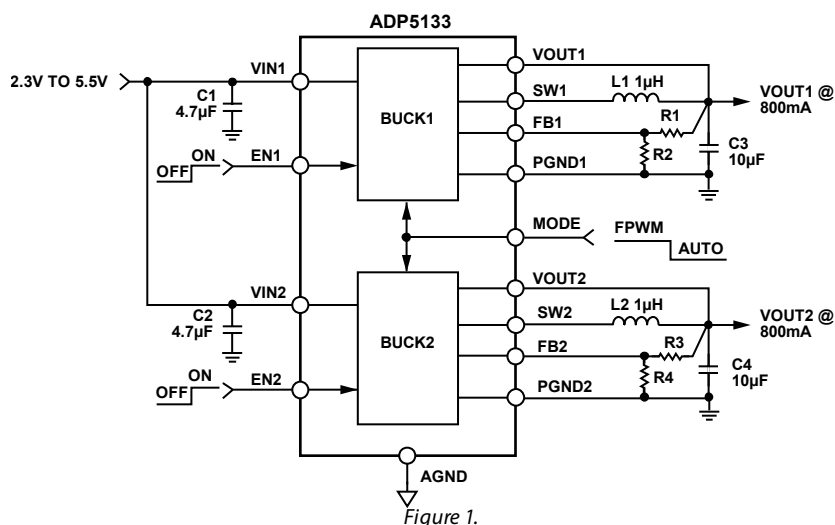 ADP5133
2.3V TO 5.5V
VIN1
C1
4.7µF
ON
OFF
EN1
BUCK1
VOUT1
SW1
FB1
PGND1
L1 1µH
R1
R2
VOUT1 @
800mA
C3
10µF
MODE
FPWM
AUTO
VIN2
C2
4.7µF
ON
OFF
EN2
BUCK2
VOUT2
SW2
FB2
PGND2
L2 1µH
R3
R4
VOUT2 @
800mA
C4
10µF
AGND
Figure 1.